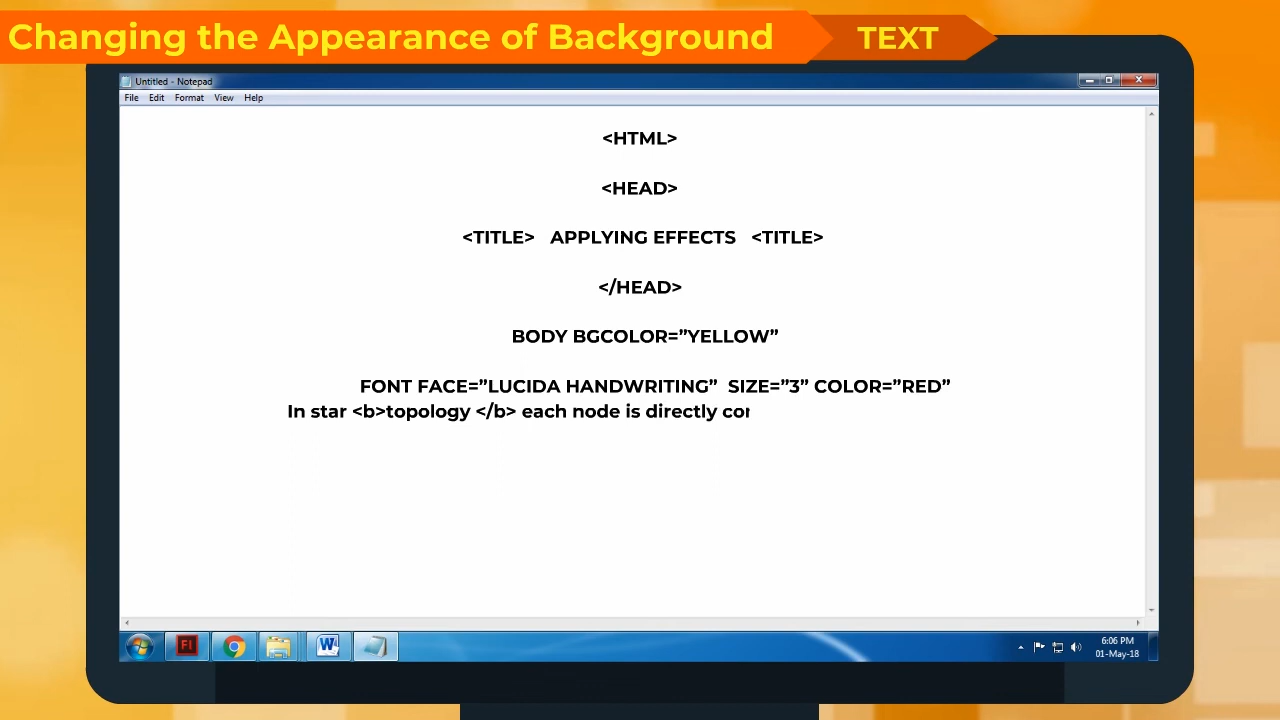 Changing the Appearance of Background TEXT
Untitled - Notepad
File Edit Format View Help
<HTML>
<HEAD>
<TITLE> APPLYING EFFECTS <TITLE>
</HEAD>
BODY BGCOLOR=”YELLOW”
FONT FACE=”LUCIDA HANDWRITING” SIZE=”3” COLOR=”RED”
In star <b>topology </b> each node is directly
Fl W
6:06 PM
01-May-18